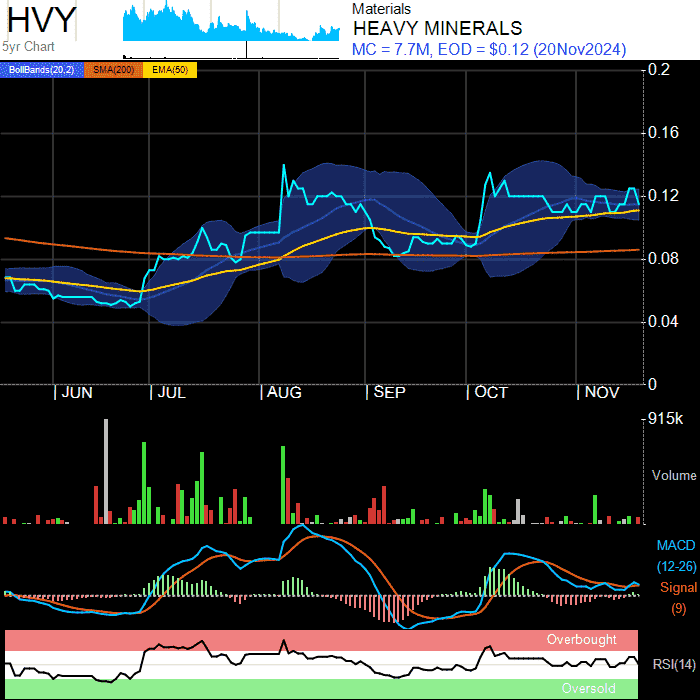 HVY
5yr Chart
Materials
HEAVY MINERALS
MC = 7.7M, EOD = $0.12 (20Nov2024)
BollBands(20,2) SMA(200) EMA(50)
0.2
0.16
0.12
0.08
0.04
0
| JUN | JUL | AUG | SEP | OCT | NOV
915k
Volume
MACD
(12-26)
Signal
(9)
Overbought
RSI(14)
Oversold